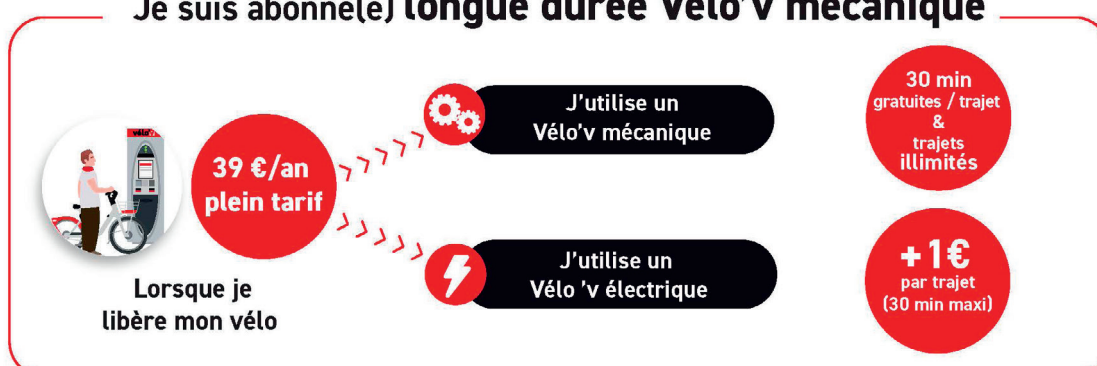 Je suis abonné(e) longue durée Vélo'v mécanique
30 min
gratuites / trajet
&
trajets
illimités
J'utilise un
Vélo'v mécanique
vélo'v
39 €/an
plein tarif
+1€
par trajet
(30 min maxi)
J'utilise un
Vélo 'v électrique
Lorsque je
libère mon vélo